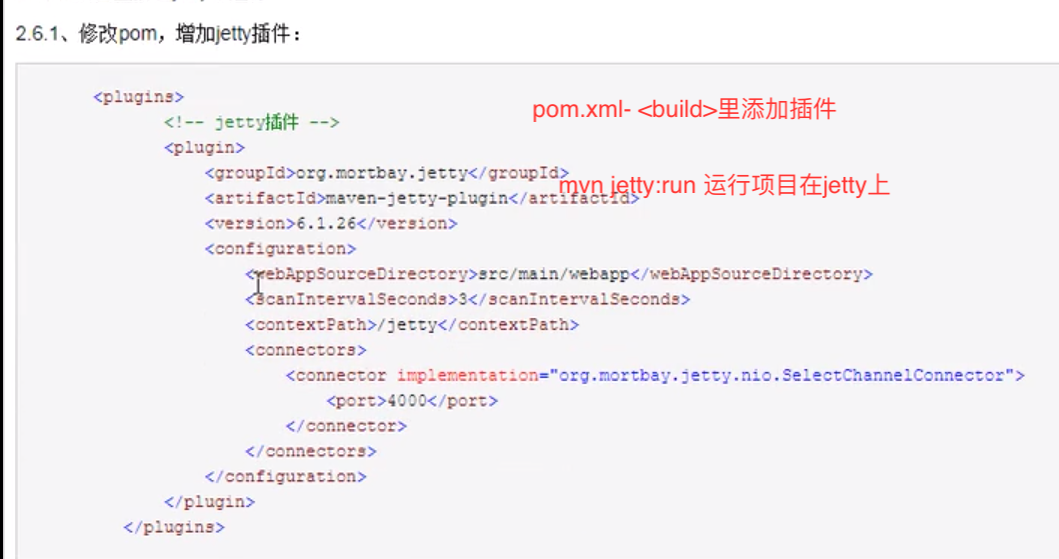 2.6.1、修改pom，增加jetty插件：
<plugins>
pom.xml- <build>里添加插件
<!-- jetty插件 -->
<plugin>
<groupId>org.mortbay.jetty</groupId>
mvn jetty:run 运行项目在jetty上
<artifactId>maven-jetty-plugin</artifactId>
<version>6.1.26</version>
<configuration>
<webAppSourceDirectory>src/main/webapp</webAppSourceDirectory>
<scanIntervalSeconds>3</scanIntervalSeconds>
<contextPath>/jetty</contextPath>
<connectors>
<connector implementation="org.mortbay.jetty.nio.SelectChannelConnector">
<port>4000</port>
</connector>
</connectors>
</configuration>
</plugin>
</plugins>